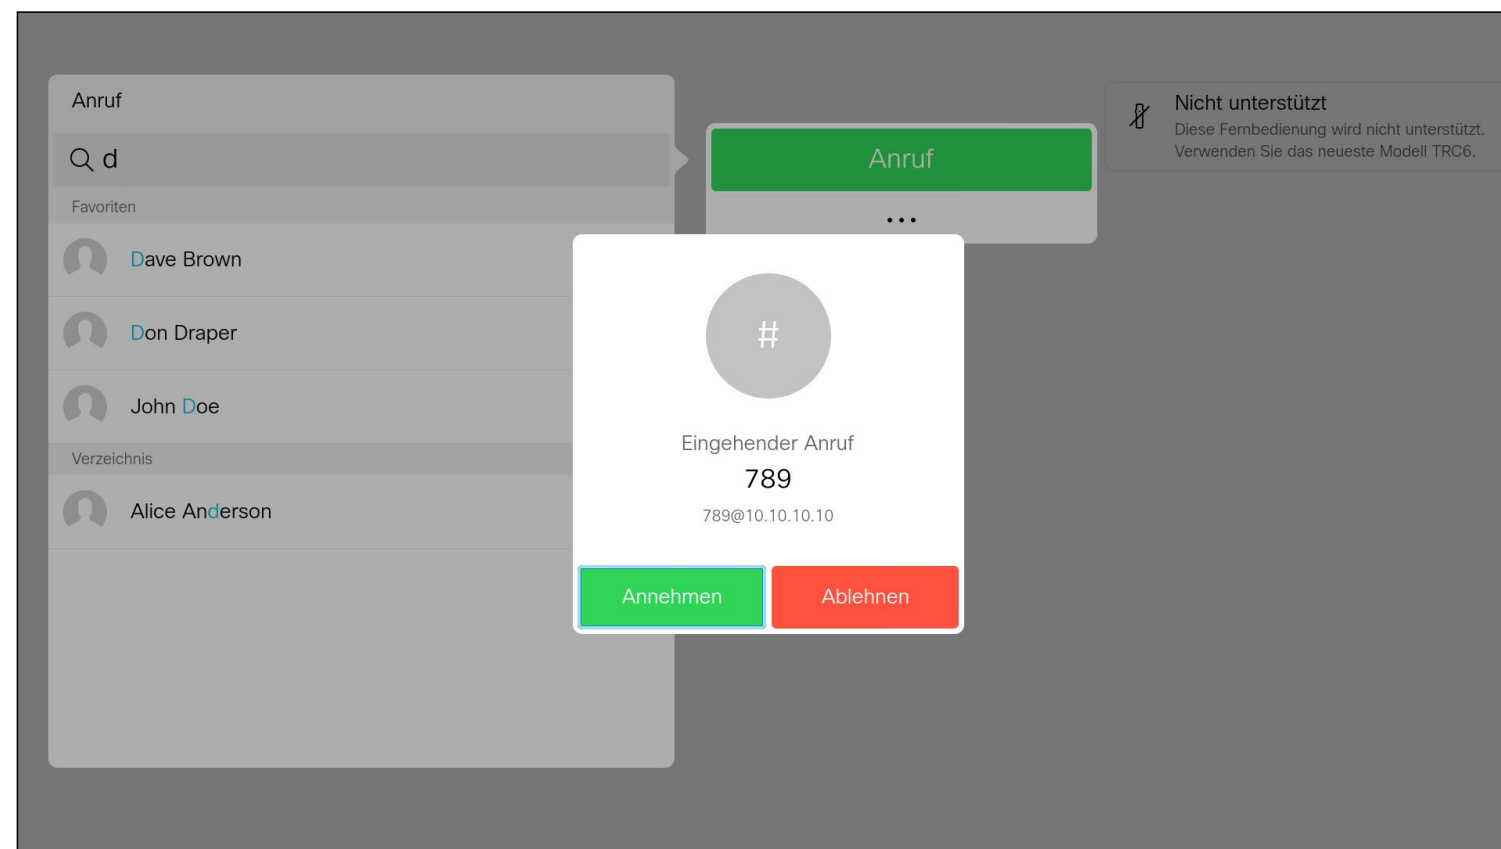 Anruf
d
Favoriten
Dave Brown
Don Draper
John Doe
Verzeichnis
Alice Anderson
Anruf
...
Nicht unterstützt
Diese Fernbedienung wird nicht unterstützt.
Verwenden Sie das neueste Modell TRC6.
#
Eingehender Anruf
789
789@10.10.10.10
Annehmen
Ablehnen